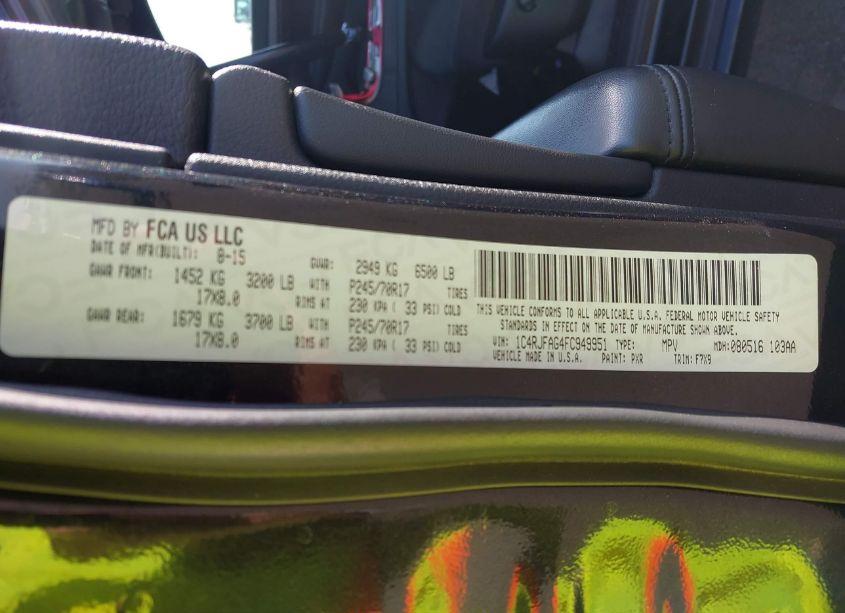 MFD BY FCA US LLC
DATE OF MFR(BUILT): 8-15 GVWR: 2949 KG 6500 LB
GAWR FRONT: 1452 KG 3200 LB WITH P245/70R17 TIRES
17X8.0 RIMS AT 230 KPA ( 33 PSI) COLD
GAWR REAR: 1679 KG 3700 LB WITH P245/70R17 TIRES
17X8.0 RIMS AT 230 KPA ( 33 PSI) COLD
THIS VEHICLE CONFORMS TO ALL APPLICABLE U.S.A. FEDERAL MOTOR VEHICLE SAFETY
STANDARDS IN EFFECT ON THE DATE OF MANUFACTURE SHOWN ABOVE.
VIN: 1C4RJFAG4FC949951 TYPE: MPV MDH: 080516 103AA
VEHICLE MADE IN U.S.A. PAINT: PXR TRIM: F7X9